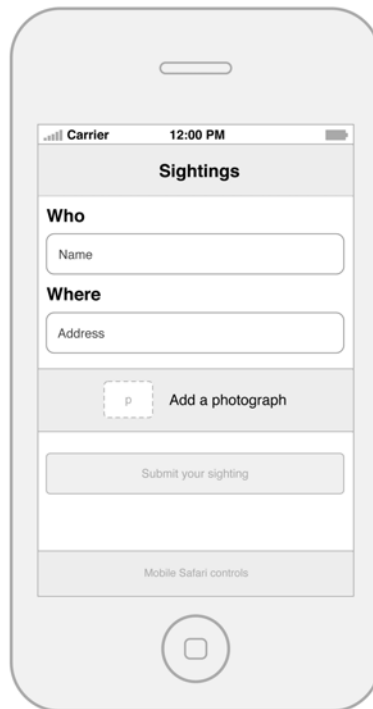 Carrier 12:00 PM
Sightings
Who
Name
Where
Address
p Add a photograph
Submit your sighting
Mobile Safari controls